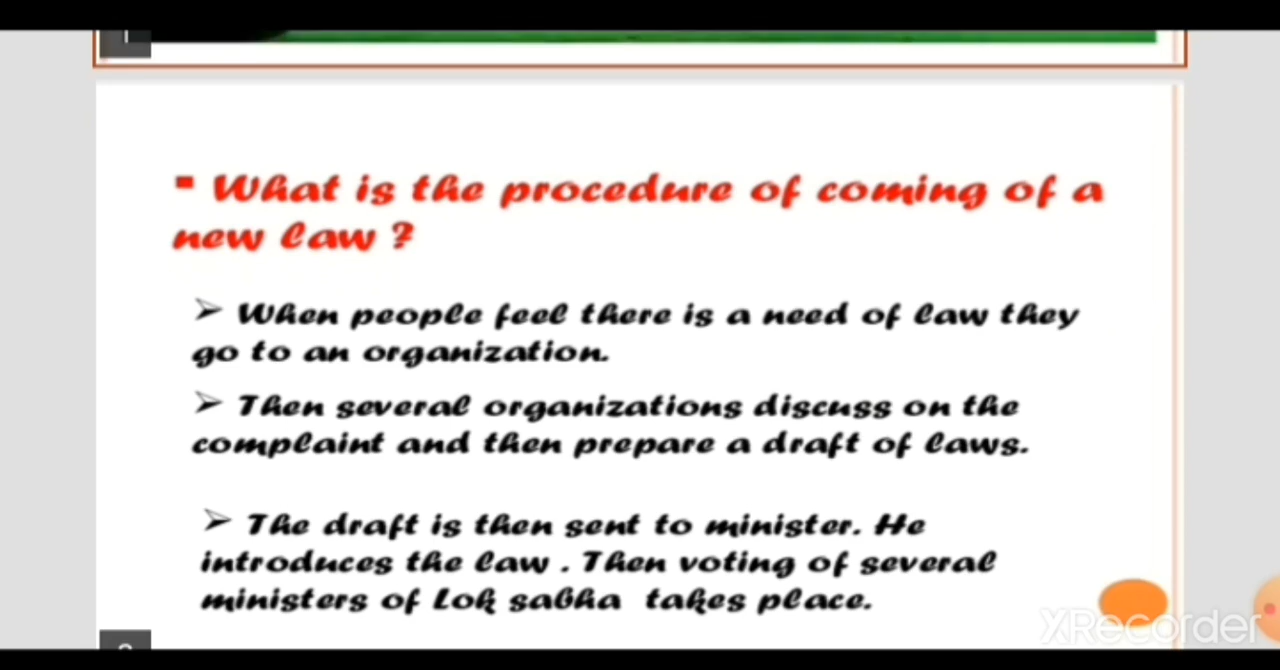 1
▪ What is the procedure of coming of a
new law ?
➢ When people feel there is a need of law they
go to an organization.
➢ Then several organizations discuss on the
complaint and then prepare a draft of laws.
➢ The draft is then sent to minister. He
introduces the law . Then voting of several
ministers of Lok sabha takes place.
XRecorder